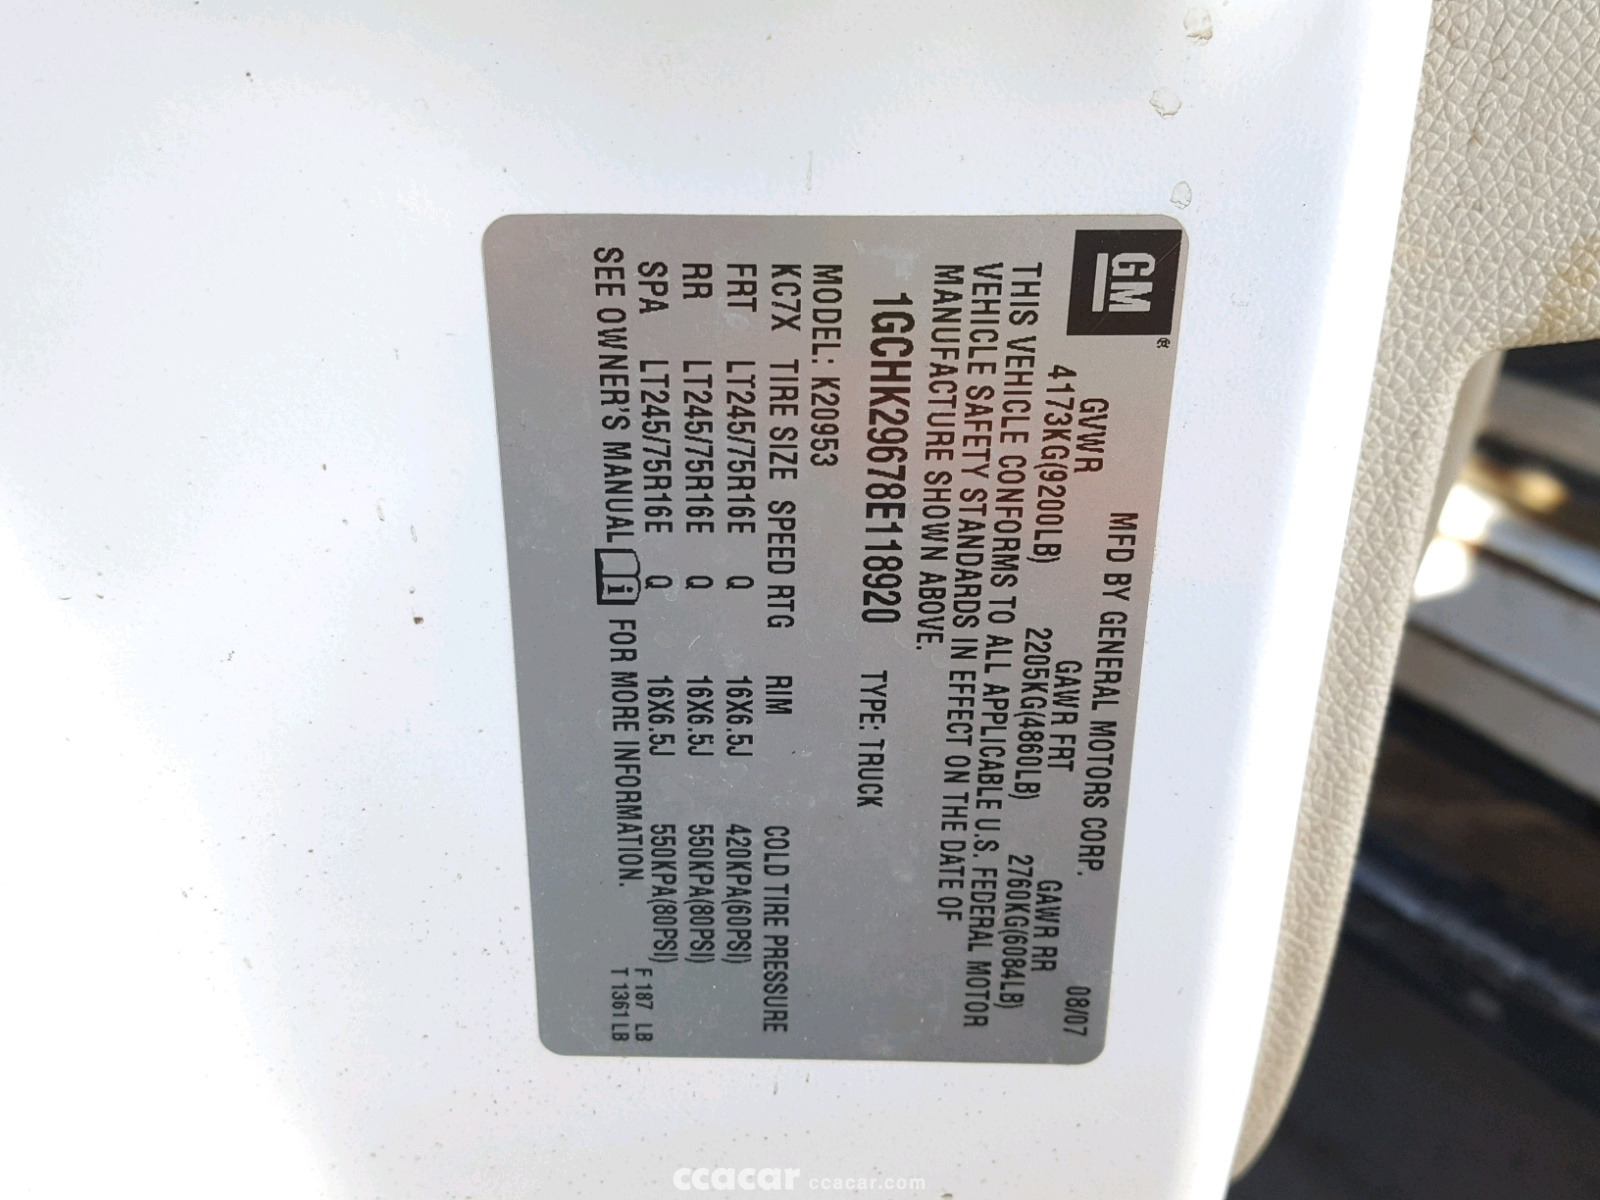 GM®
MFD BY GENERAL MOTORS CORP. 08/07
GVWR GAWR FRT GAWR RR
4173KG(9200LB) 2205KG(4860LB) 2760KG(6084LB)
THIS VEHICLE CONFORMS TO ALL APPLICABLE U.S. FEDERAL MOTOR
VEHICLE SAFETY STANDARDS IN EFFECT ON THE DATE OF
MANUFACTURE SHOWN ABOVE.
1GCHK29678E118920 TYPE: TRUCK
MODEL: K20953
KC7X TIRE SIZE SPEED RTG RIM COLD TIRE PRESSURE
FRT LT245/75R16E Q 16X6.5J 420KPA(60PSI)
RR LT245/75R16E Q 16X6.5J 550KPA(80PSI)
SPA LT245/75R16E Q 16X6.5J 550KPA(80PSI) F 187 LB
SEE OWNER'S MANUAL i FOR MORE INFORMATION. T 1361 LB
ccacar ccacar.com